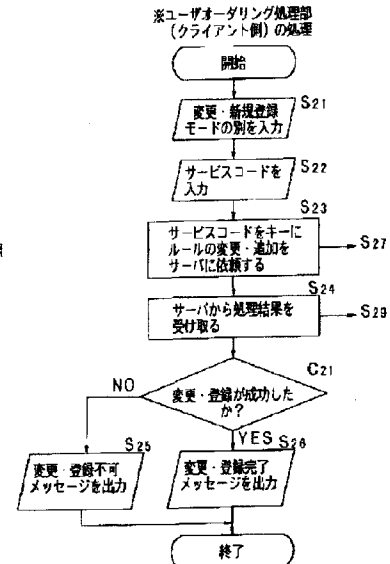 ※ユーザオーダリング処理部
(クライアント側)の処理
開始
S21
変更・新規登録
モードの別を入力
S22
サービスコードを
入力
S23
サービスコードをキーに
ルールの変更・追加を
サーバに依頼する
S27
S24
サーバから処理結果を
受け取る
S29
C21
変更・登録が成功した
か?
NO
YES
S25
変更・登録不可
メッセージを出力
S26
変更・登録完了
メッセージを出力
終了